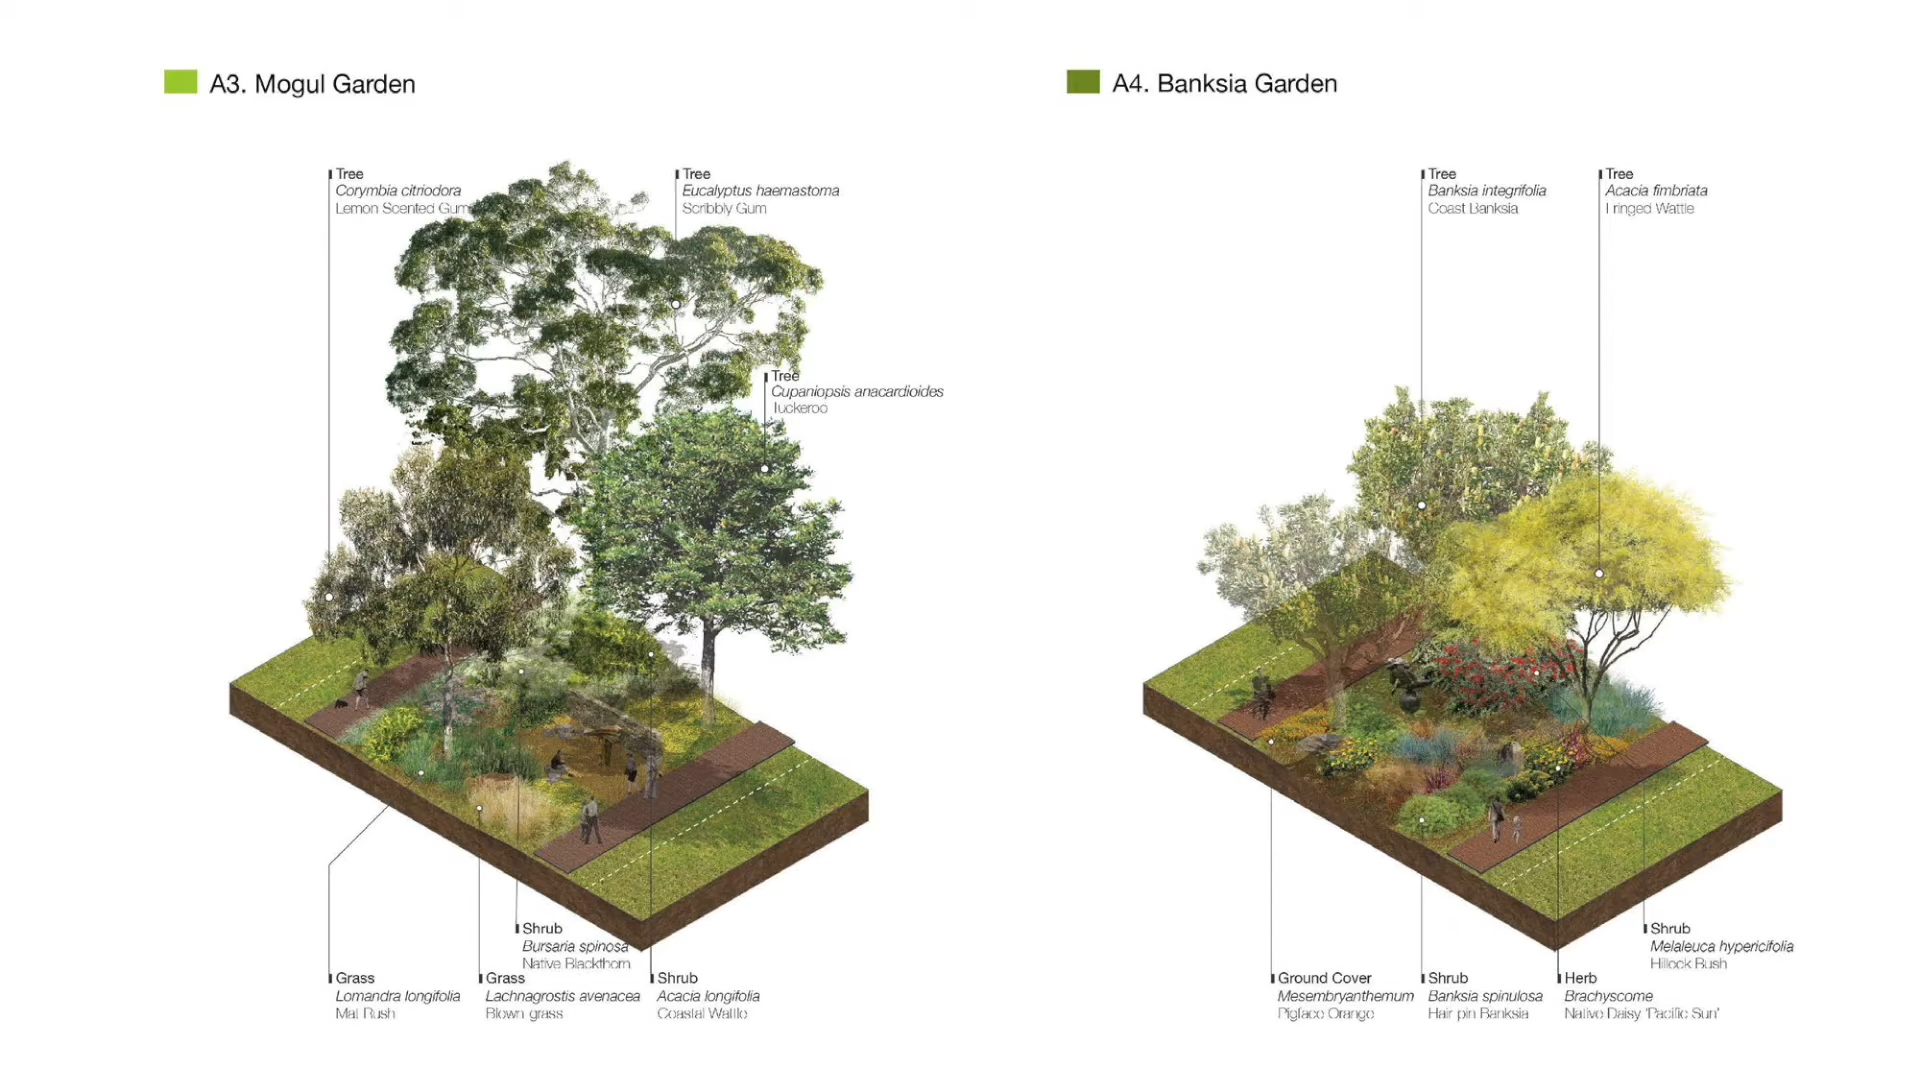 A3. Mogul Garden
Tree
Corymbia citriodora
Lemon Scented Gum
Tree
Eucalyptus haemastoma
Scribbly Gum
Tree
Cupaniopsis anacardioides
Tuckeroo
Shrub
Bursaria spinosa
Native Blackthorn
Grass
Lomandra longifolia
Mat Rush
Grass
Lachnagrostis avenacea
Blown grass
Shrub
Acacia longifolia
Coastal Wattle
A4. Banksia Garden
Tree
Banksia integrifolia
Coast Banksia
Tree
Acacia fimbriata
Fringed Wattle
Shrub
Melaleuca hypericifolia
Hillock Bush
Ground Cover
Mesembryanthemum
Pigface Orange
Shrub
Banksia spinulosa
Hair pin Banksia
Herb
Brachyscome
Native Daisy 'Pacific Sun'